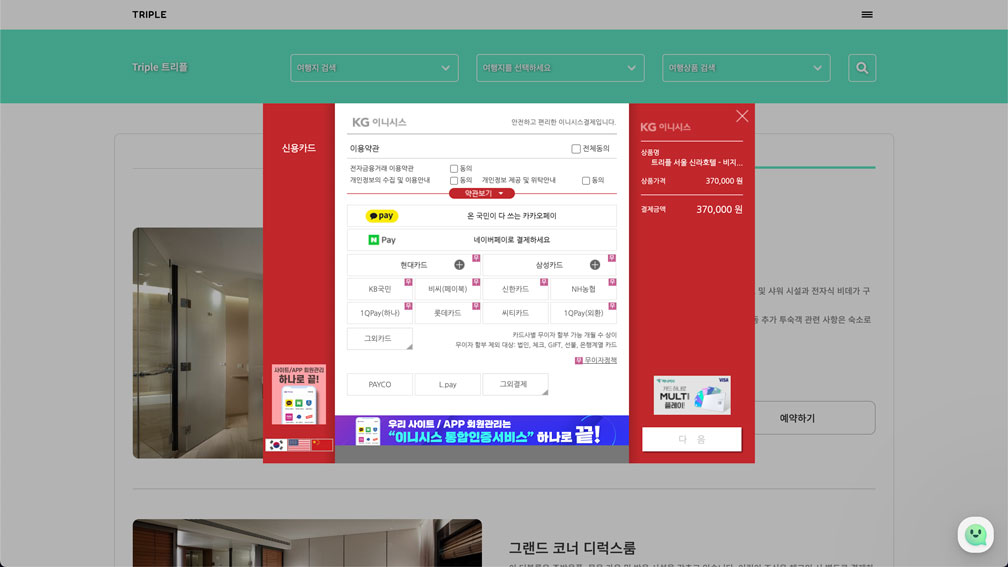 TRIPLE
Triple 트리플
여행지 검색
여행지를 선택하세요
여행상품 검색
신용카드
KG 이니시스
안전하고 편리한 이니시스결제입니다.
이용약관
전체동의
전자금융거래 이용약관
동의
개인정보의 수집 및 이용안내
동의
개인정보 제공 및 위탁안내
동의
약관보기
pay
온 국민이 다 쓰는 카카오페이
N Pay
네이버페이로 결제하세요
현대카드
무
삼성카드
무
KB국민
무
비씨(페이북)
무
신한카드
무
NH농협
무
1QPay(하나)
무
롯데카드
무
씨티카드
1QPay(외환)
무
그외카드
카드사별 무이자 할부 가능 개월 수 상이
무이자 할부 제외 대상: 법인, 체크, GIFT, 선불, 은행계열 카드
무 무이자정책
PAYCO
L.pay
그외결제
우리 사이트 / APP 회원관리는
"이니시스 통합인증서비스" 하나로 끝!
사이트/APP 회원관리
하나로 끝!
KG 이니시스
상품명
트리플 서울 신라호텔 - 비지...
상품가격
370,000 원
결제금액
370,000 원
VISA
카드 하나로
MULTI
플레이!
다 음
및 샤워 시설과 전자식 비데가 구
추가 투숙객 관련 사항은 숙소로
예약하기
그랜드 코너 디럭스룸